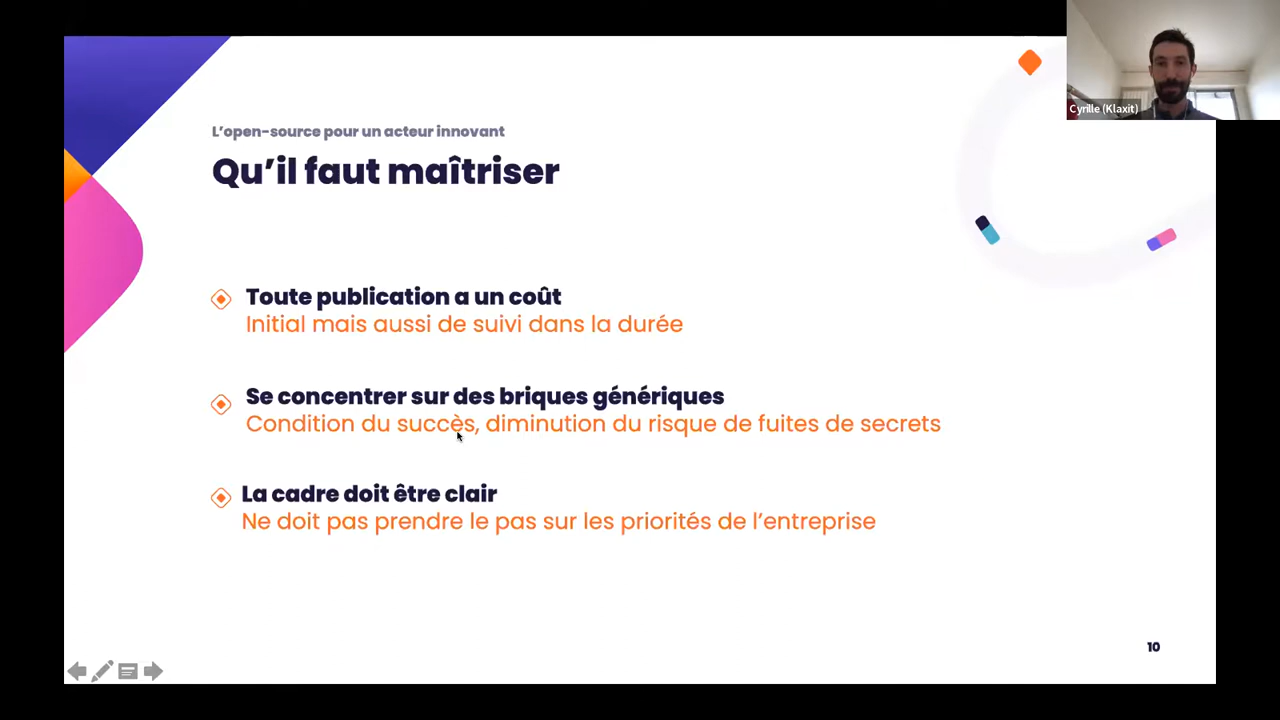 Cyrille (Klaxit)
L’open-source pour un acteur innovant
Qu’il faut maîtriser
Toute publication a un coût
Initial mais aussi de suivi dans la durée
Se concentrer sur des briques génériques
Condition du succès, diminution du risque de fuites de secrets
La cadre doit être clair
Ne doit pas prendre le pas sur les priorités de l’entreprise
10